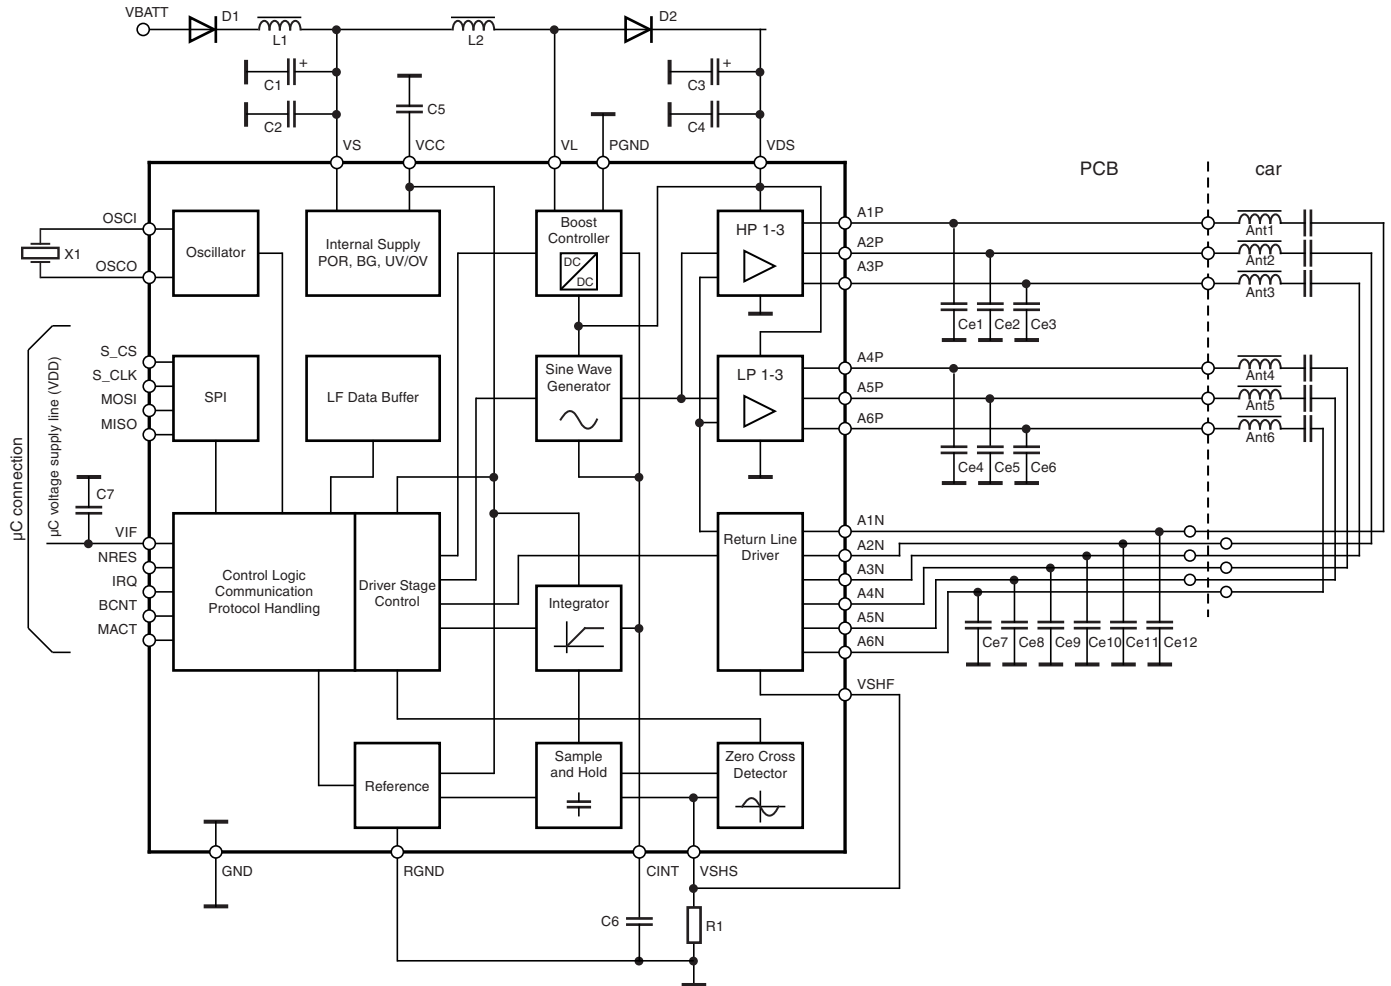 VBATT
D1
L1
L2
D2
C1
+
C2
C5
C3
+
C4
VS
VCC
VL
PGND
VDS
PCB
car
OSCI
X1
OSCO
Oscillator
Internal Supply
POR, BG, UV/OV
Boost
Controller
DC
DC
HP 1-3
A1P
A2P
A3P
Ant1
Ant2
Ant3
Ce1
Ce2
Ce3
µC connection
µC voltage supply line (VDD)
S_CS
S_CLK
MOSI
MISO
SPI
LF Data Buffer
Sine Wave
Generator
LP 1-3
A4P
A5P
A6P
Ant4
Ant5
Ant6
Ce4
Ce5
Ce6
C7
VIF
NRES
IRQ
BCNT
MACT
Control Logic
Communication
Protocol Handling
Driver Stage
Control
Integrator
Return Line
Driver
A1N
A2N
A3N
A4N
A5N
A6N
Ce7
Ce8
Ce9
Ce10
Ce11
Ce12
VSHF
Reference
Sample
and Hold
Zero Cross
Detector
GND
RGND
CINT
VSHS
C6
R1